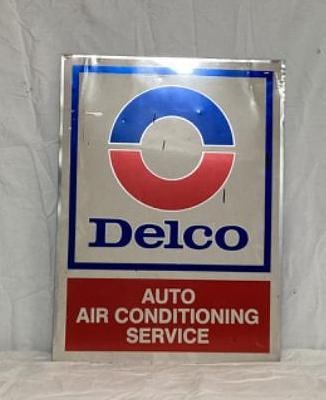 Delco
AUTO
AIR CONDITIONING
SERVICE